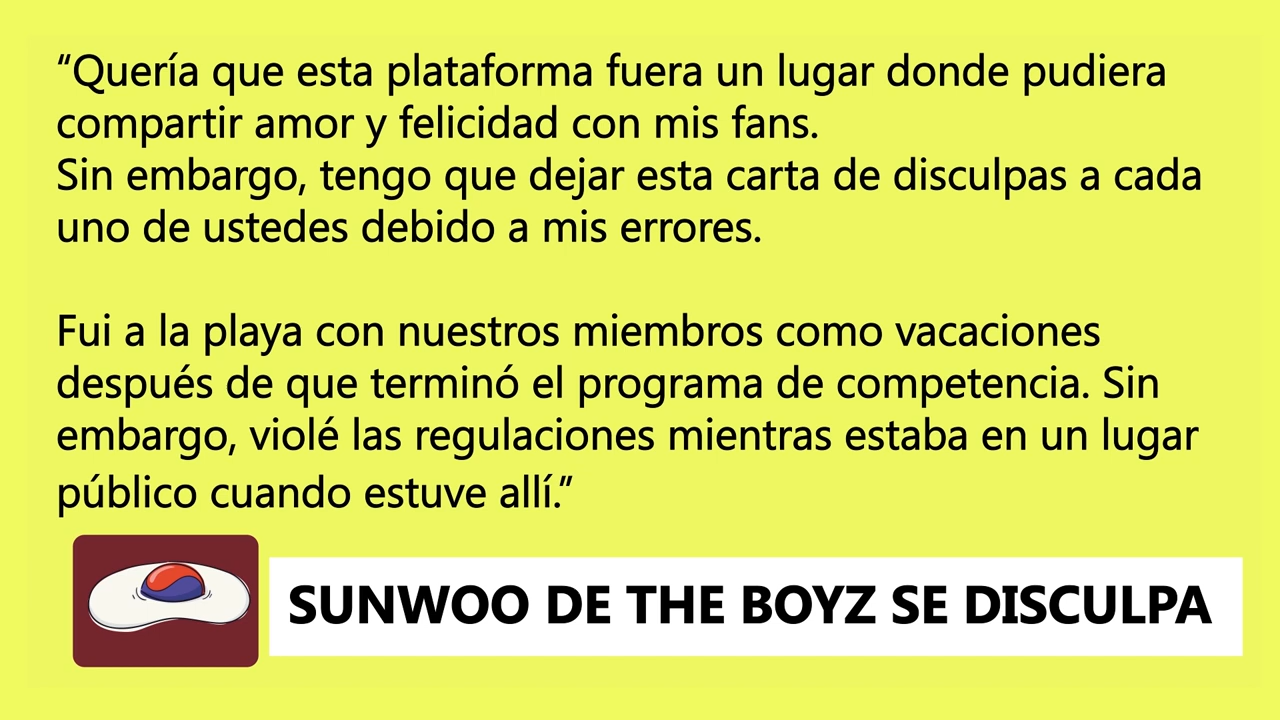 “Quería que esta plataforma fuera un lugar donde pudiera
compartir amor y felicidad con mis fans.
Sin embargo, tengo que dejar esta carta de disculpas a cada
uno de ustedes debido a mis errores.
Fui a la playa con nuestros miembros como vacaciones
después de que terminó el programa de competencia. Sin
embargo, violé las regulaciones mientras estaba en un lugar
público cuando estuve allí.”
SUNWOO DE THE BOYZ SE DISCULPA